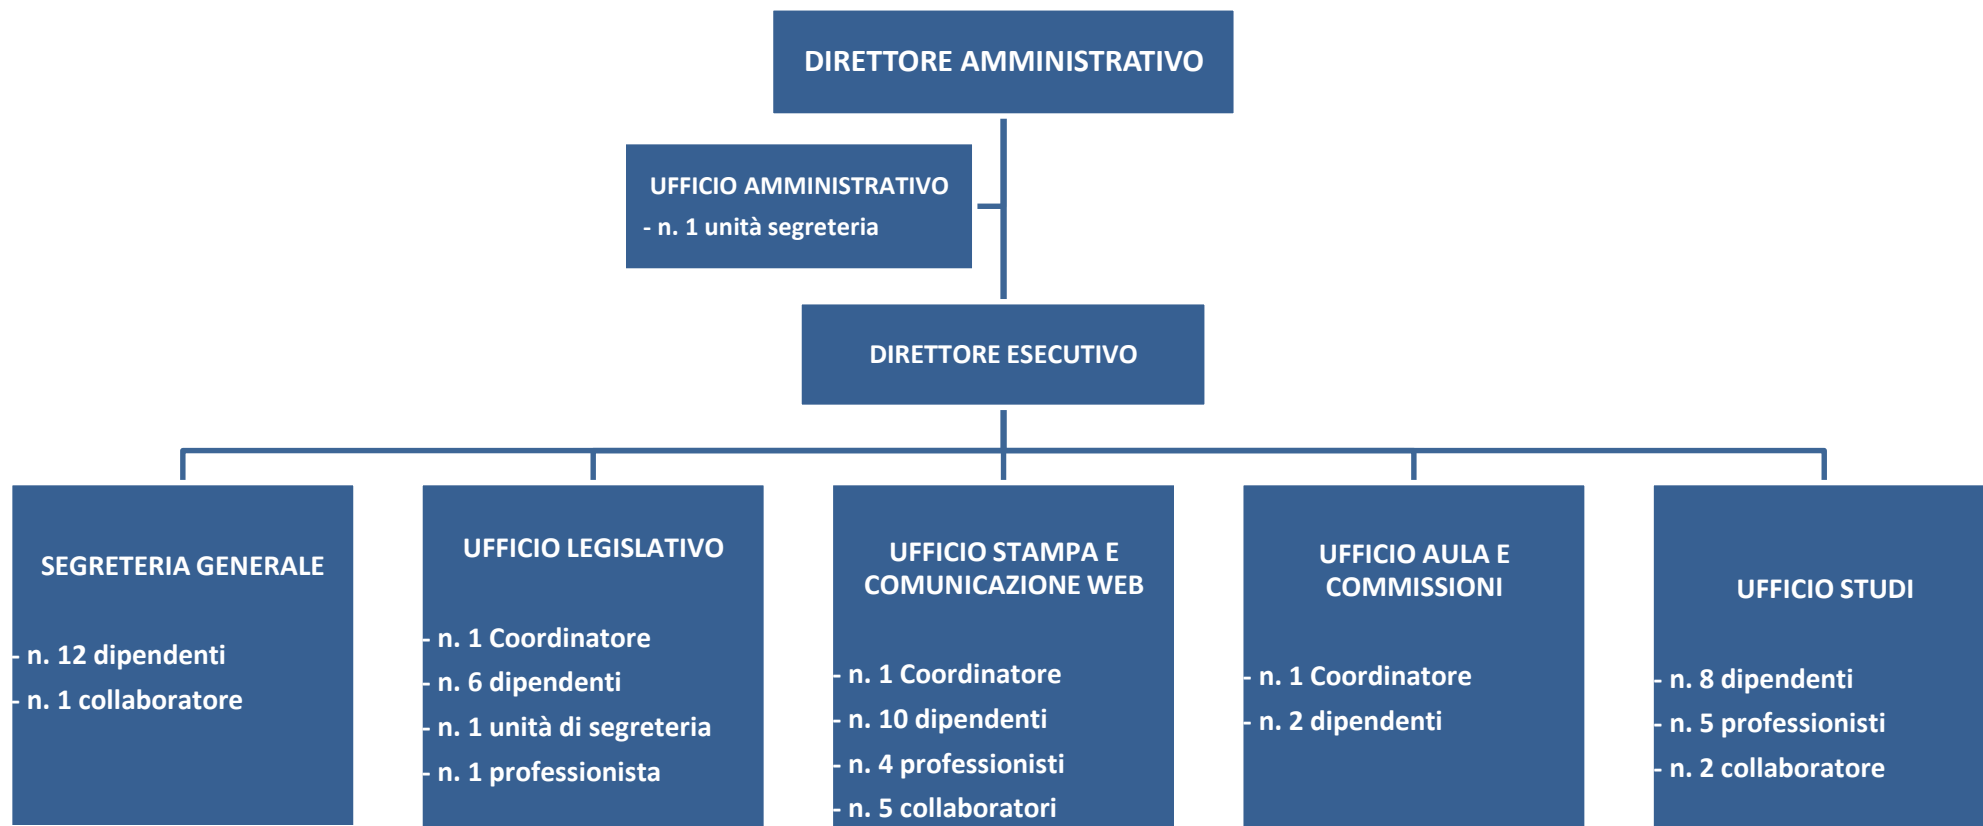 DIRETTORE AMMINISTRATIVO
UFFICIO AMMINISTRATIVO
- n. 1 unità segreteria
DIRETTORE ESECUTIVO
SEGRETERIA GENERALE
- n. 12 dipendenti
- n. 1 collaboratore
UFFICIO LEGISLATIVO
- n. 1 Coordinatore
- n. 6 dipendenti
- n. 1 unità di segreteria
- n. 1 professionista
UFFICIO STAMPA E
COMUNICAZIONE WEB
- n. 1 Coordinatore
- n. 10 dipendenti
- n. 4 professionisti
- n. 5 collaboratori
UFFICIO AULA E
COMMISSIONI
- n. 1 Coordinatore
- n. 2 dipendenti
UFFICIO STUDI
- n. 8 dipendenti
- n. 5 professionisti
- n. 2 collaboratore